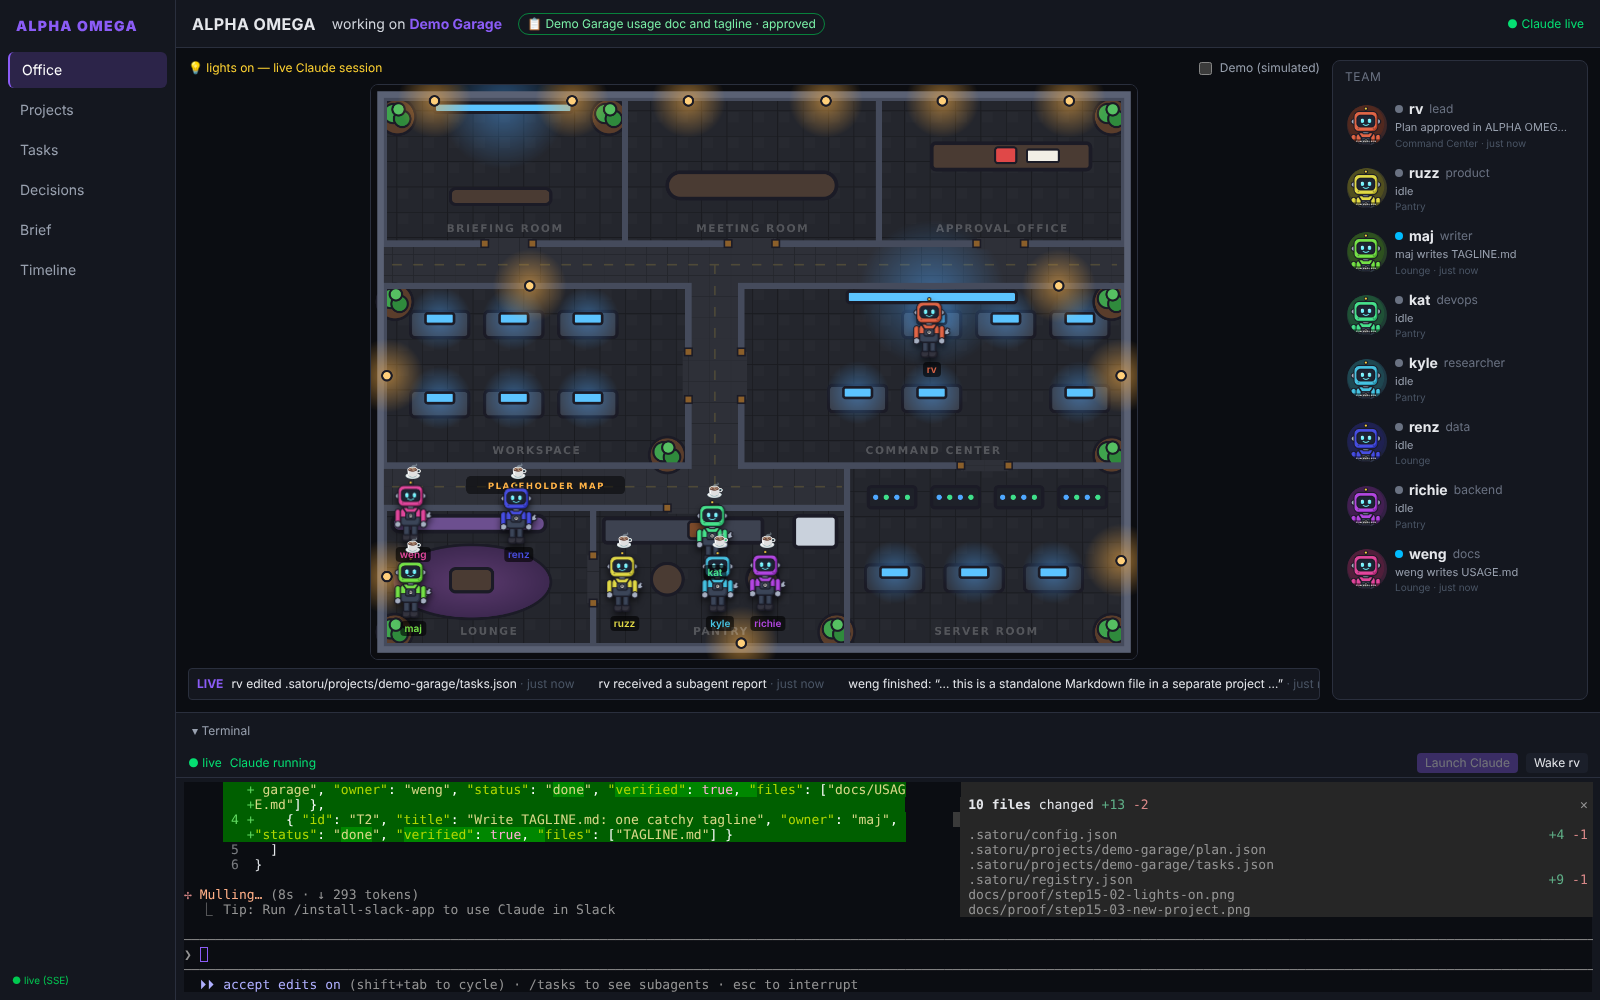 ALPHA OMEGA
Office
Projects
Tasks
Decisions
Brief
Timeline
live (SSE)
ALPHA OMEGA working on Demo Garage 📋 Demo Garage usage doc and tagline · approved
Claude live
💡 lights on — live Claude session
Demo (simulated)
BRIEFING ROOM
MEETING ROOM
APPROVAL OFFICE
rv
WORKSPACE
COMMAND CENTER
PLACEHOLDER MAP
weng
renz
kat
maj
ruzz
kyle
richie
LOUNGE
PANTRY
SERVER ROOM
LIVE rv edited .satoru/projects/demo-garage/tasks.json · just now rv received a subagent report · just now weng finished: “… this is a standalone Markdown file in a separate project …” · just
TEAM
rv lead
Plan approved in ALPHA OMEG…
Command Center · just now
ruzz product
idle
Pantry
maj writer
maj writes TAGLINE.md
Lounge · just now
kat devops
idle
Pantry
kyle researcher
idle
Pantry
renz data
idle
Lounge
richie backend
idle
Pantry
weng docs
weng writes USAGE.md
Lounge · just now
▾ Terminal
live Claude running
Launch Claude
Wake rv
+ garage", "owner": "weng", "status": "done", "verified": true, "files": ["docs/USAG
+E.md"] },
4 + { "id": "T2", "title": "Write TAGLINE.md: one catchy tagline", "owner": "maj",
+"status": "done", "verified": true, "files": ["TAGLINE.md"] }
5 ]
6 }
÷ Mulling… (8s · ↓ 293 tokens)
⎿ Tip: Run /install-slack-app to use Claude in Slack
10 files changed +13 -2 ×
.satoru/config.json +4 -1
.satoru/projects/demo-garage/plan.json
.satoru/projects/demo-garage/tasks.json
.satoru/registry.json +9 -1
docs/proof/step15-02-lights-on.png
docs/proof/step15-03-new-project.png
❯
⏵⏵ accept edits on (shift+tab to cycle) · /tasks to see subagents · esc to interrupt